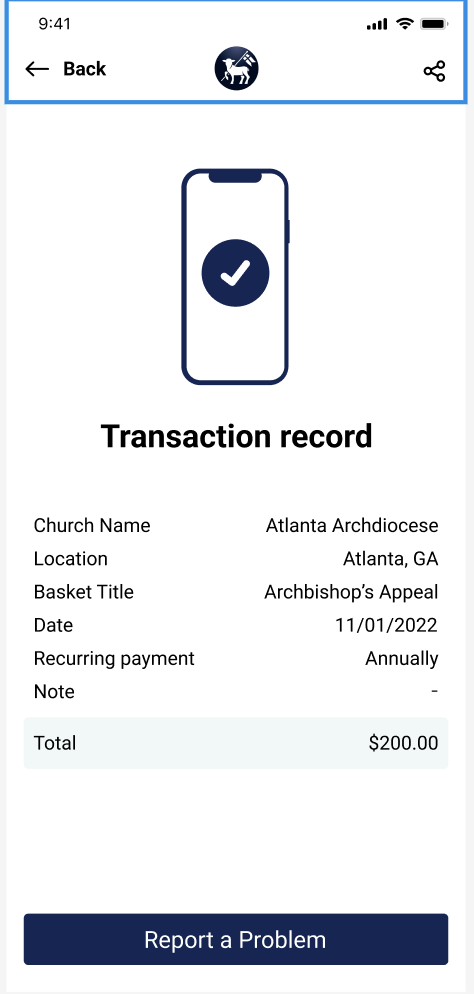 9:41
Back
Transaction record
Church Name Atlanta Archdiocese
Location Atlanta, GA
Basket Title Archbishop’s Appeal
Date 11/01/2022
Recurring payment Annually
Note -
Total $200.00
Report a Problem